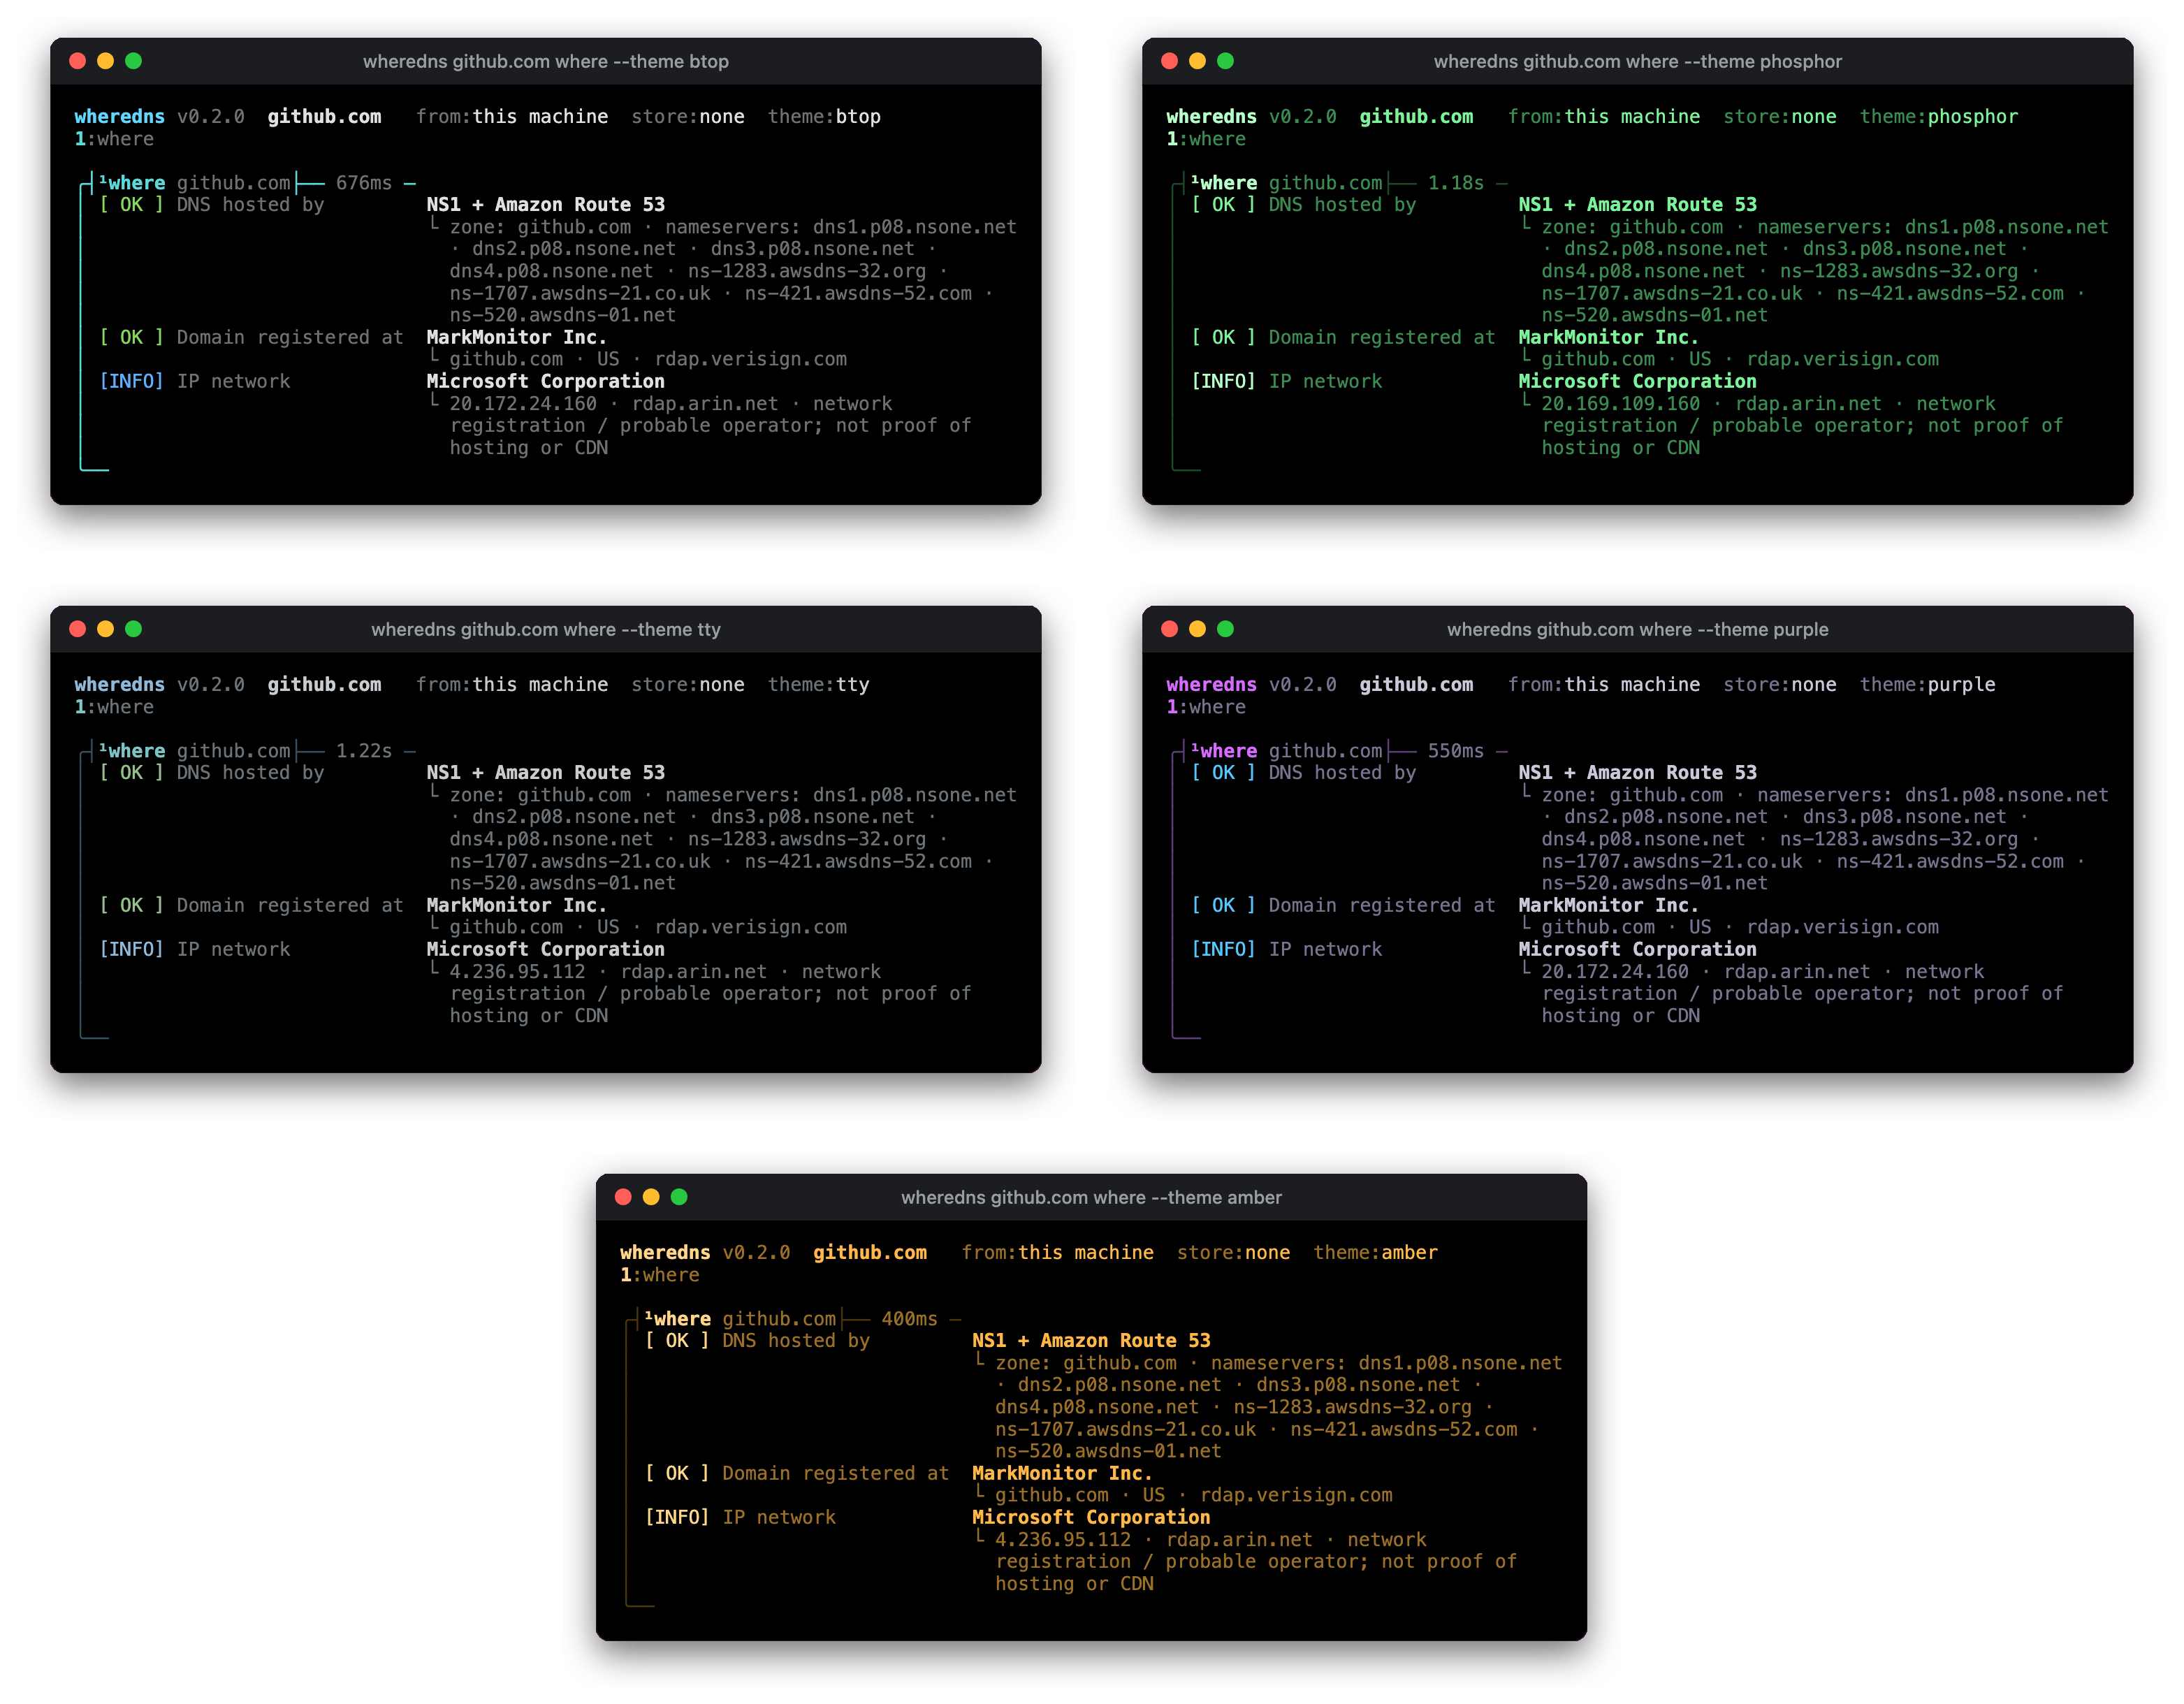 wheredns github.com where --theme btop
wheredns v0.2.0 github.com from:this machine store:none theme:btop
1:where
¹where github.com 676ms
[ OK ] DNS hosted by NS1 + Amazon Route 53
└ zone: github.com · nameservers: dns1.p08.nsone.net
· dns2.p08.nsone.net · dns3.p08.nsone.net ·
dns4.p08.nsone.net · ns-1283.awsdns-32.org ·
ns-1707.awsdns-21.co.uk · ns-421.awsdns-52.com ·
ns-520.awsdns-01.net
[ OK ] Domain registered at MarkMonitor Inc.
└ github.com · US · rdap.verisign.com
[INFO] IP network Microsoft Corporation
└ 20.172.24.160 · rdap.arin.net · network
registration / probable operator; not proof of
hosting or CDN
wheredns github.com where --theme phosphor
wheredns v0.2.0 github.com from:this machine store:none theme:phosphor
1:where
¹where github.com 1.18s
[ OK ] DNS hosted by NS1 + Amazon Route 53
└ zone: github.com · nameservers: dns1.p08.nsone.net
· dns2.p08.nsone.net · dns3.p08.nsone.net ·
dns4.p08.nsone.net · ns-1283.awsdns-32.org ·
ns-1707.awsdns-21.co.uk · ns-421.awsdns-52.com ·
ns-520.awsdns-01.net
[ OK ] Domain registered at MarkMonitor Inc.
└ github.com · US · rdap.verisign.com
[INFO] IP network Microsoft Corporation
└ 20.169.109.160 · rdap.arin.net · network
registration / probable operator; not proof of
hosting or CDN
wheredns github.com where --theme tty
wheredns v0.2.0 github.com from:this machine store:none theme:tty
1:where
¹where github.com 1.22s
[ OK ] DNS hosted by NS1 + Amazon Route 53
└ zone: github.com · nameservers: dns1.p08.nsone.net
· dns2.p08.nsone.net · dns3.p08.nsone.net ·
dns4.p08.nsone.net · ns-1283.awsdns-32.org ·
ns-1707.awsdns-21.co.uk · ns-421.awsdns-52.com ·
ns-520.awsdns-01.net
[ OK ] Domain registered at MarkMonitor Inc.
└ github.com · US · rdap.verisign.com
[INFO] IP network Microsoft Corporation
└ 4.236.95.112 · rdap.arin.net · network
registration / probable operator; not proof of
hosting or CDN
wheredns github.com where --theme purple
wheredns v0.2.0 github.com from:this machine store:none theme:purple
1:where
¹where github.com 550ms
[ OK ] DNS hosted by NS1 + Amazon Route 53
└ zone: github.com · nameservers: dns1.p08.nsone.net
· dns2.p08.nsone.net · dns3.p08.nsone.net ·
dns4.p08.nsone.net · ns-1283.awsdns-32.org ·
ns-1707.awsdns-21.co.uk · ns-421.awsdns-52.com ·
ns-520.awsdns-01.net
[ OK ] Domain registered at MarkMonitor Inc.
└ github.com · US · rdap.verisign.com
[INFO] IP network Microsoft Corporation
└ 20.172.24.160 · rdap.arin.net · network
registration / probable operator; not proof of
hosting or CDN
wheredns github.com where --theme amber
wheredns v0.2.0 github.com from:this machine store:none theme:amber
1:where
¹where github.com 400ms
[ OK ] DNS hosted by NS1 + Amazon Route 53
└ zone: github.com · nameservers: dns1.p08.nsone.net
· dns2.p08.nsone.net · dns3.p08.nsone.net ·
dns4.p08.nsone.net · ns-1283.awsdns-32.org ·
ns-1707.awsdns-21.co.uk · ns-421.awsdns-52.com ·
ns-520.awsdns-01.net
[ OK ] Domain registered at MarkMonitor Inc.
└ github.com · US · rdap.verisign.com
[INFO] IP network Microsoft Corporation
└ 4.236.95.112 · rdap.arin.net · network
registration / probable operator; not proof of
hosting or CDN